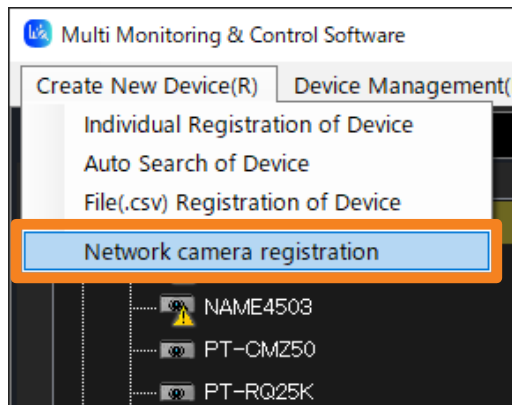 Multi Monitoring & Control Software
Create New Device(R) Device Management(
Individual Registration of Device
Auto Search of Device
File(.csv) Registration of Device
Network camera registration
NAME4503
PT-CMZ50
PT-RQ25K